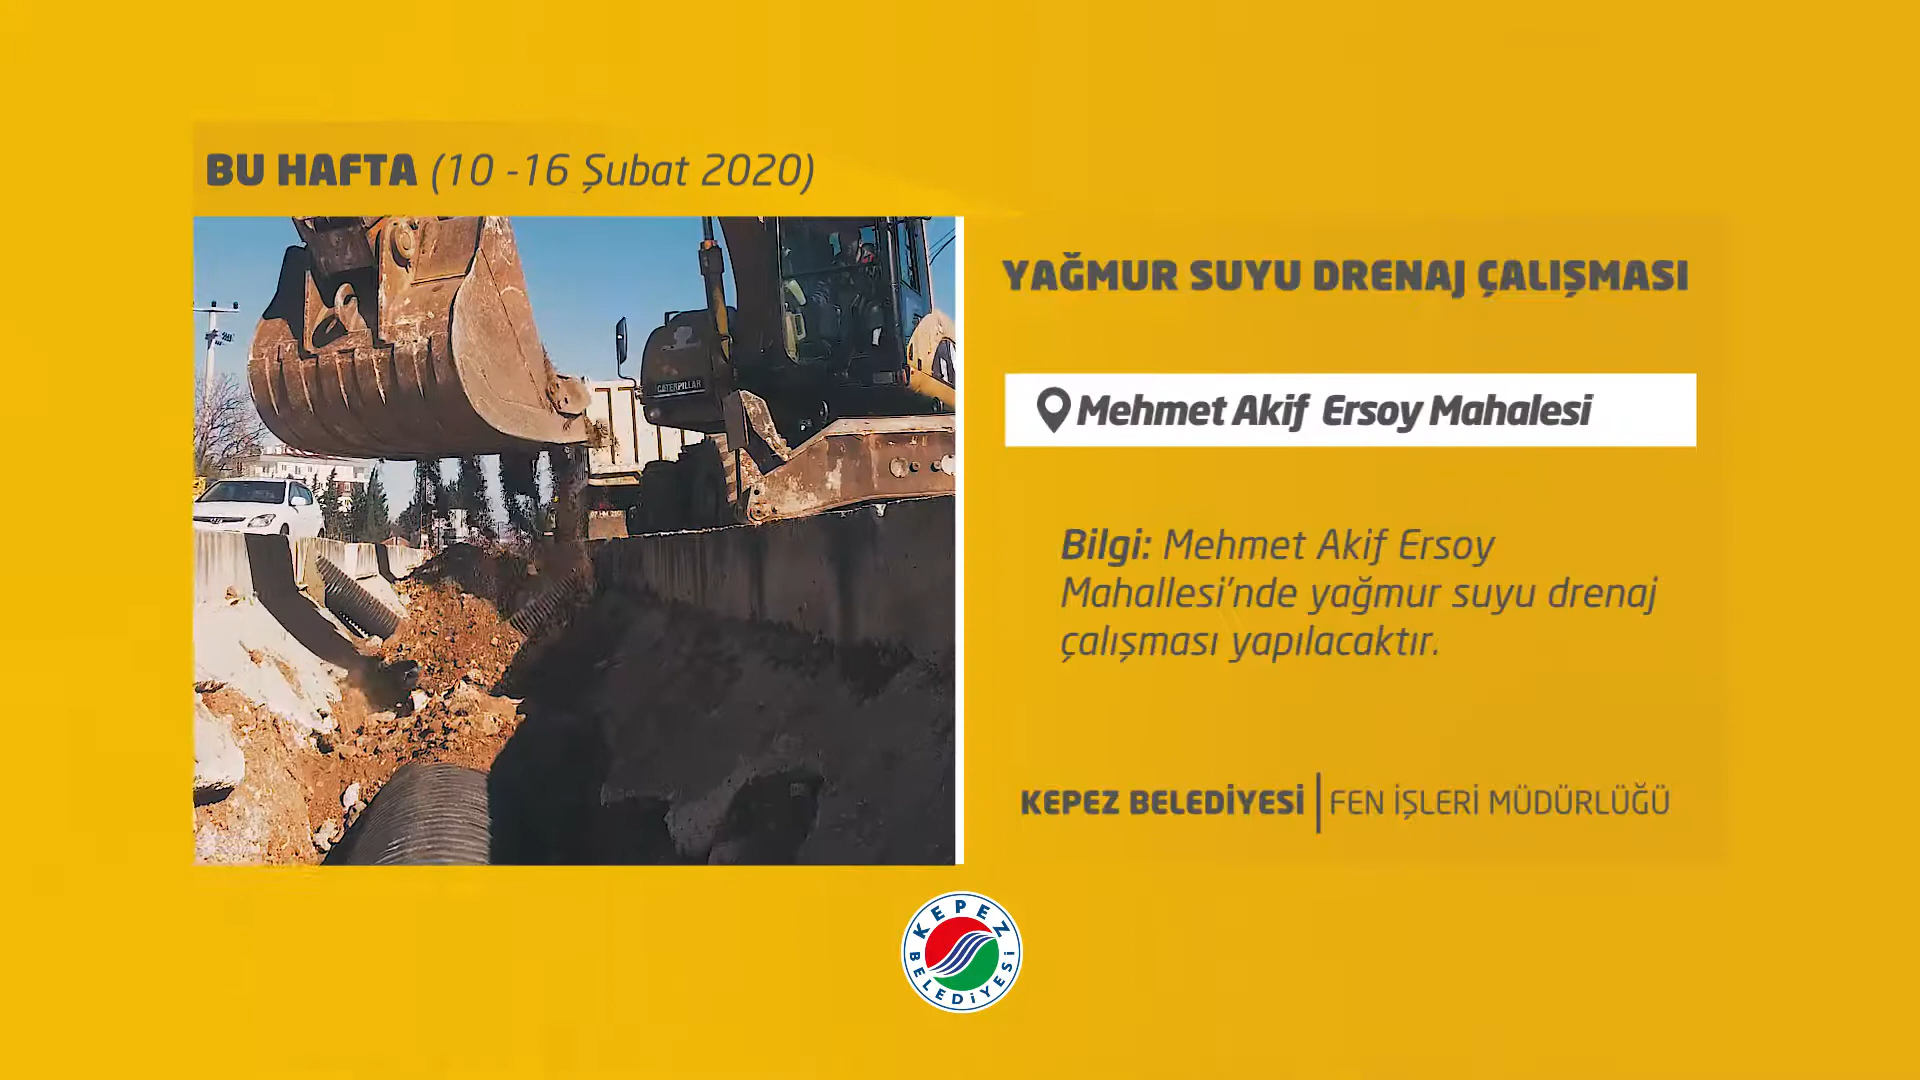 BU HAFTA (10 -16 Şubat 2020)
CATERPILLAR
YAĞMUR SUYU DRENAJ ÇALIŞMASI
Mehmet Akif Ersoy Mahalesi
Bilgi: Mehmet Akif Ersoy
Mahallesi'nde yağmur suyu drenaj
çalışması yapılacaktır.
KEPEZ BELEDİYESİ | FEN İŞLERİ MÜDÜRLÜĞÜ
KEPEZ
BELEDİYESİ